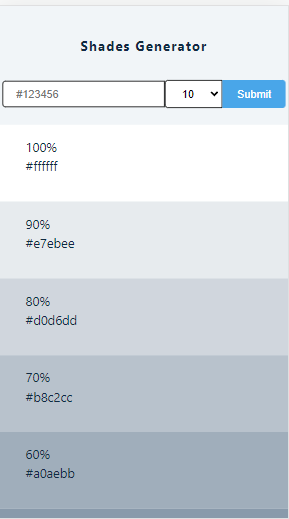 Shades Generator
#123456 10 Submit
100%
#ffffff
90%
#e7ebee
80%
#d0d6dd
70%
#b8c2cc
60%
#a0aebb